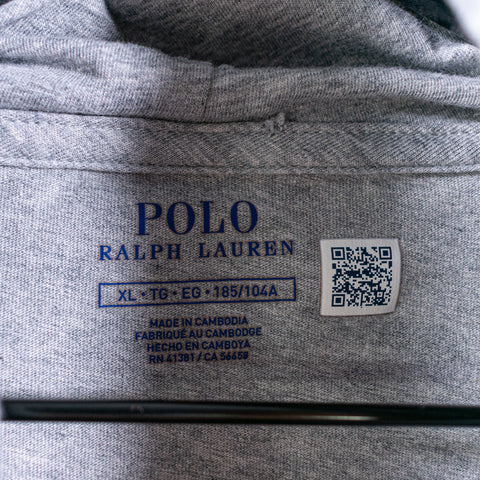 POLO
RALPH LAUREN
XL • TG • EG • 185/104A
MADE IN CAMBODIA
FABRIQUÉ AU CAMBODGE
HECHO EN CAMBOYA
RN 41381 / CA 56658